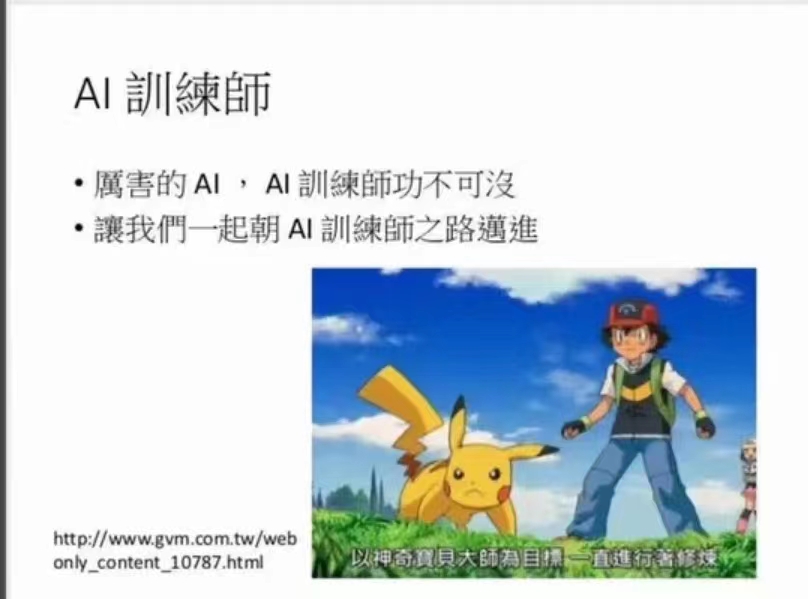 AI 訓練師
• 厲害的 AI ， AI 訓練師功不可沒
• 讓我們一起朝 AI 訓練師之路邁進
以神奇寶貝大師為目標 一直進行著修煉
http://www.gvm.com.tw/web
only_content_10787.html